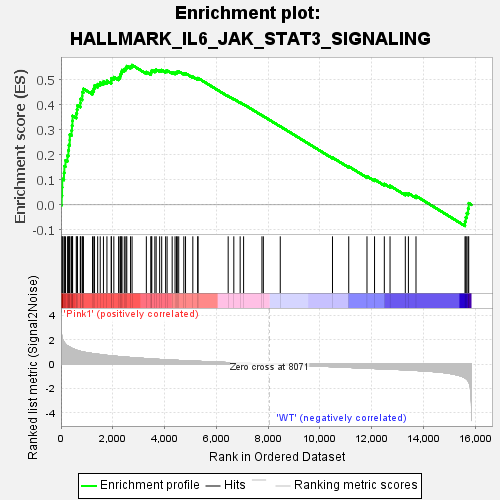 Enrichment plot:
HALLMARK_IL6_JAK_STAT3_SIGNALING
Enrichment score (ES)
0.5
0.4
0.3
0.2
0.1
0.0
-0.1
Ranked list metric (Signal2Noise)
4
2
0
-2
-4
'Pink1' (positively correlated)
Zero cross at 8071
'WT' (negatively correlated)
0
2,000
4,000
6,000
8,000
10,000
12,000
14,000
16,000
Rank in Ordered Dataset
Enrichment profile
Hits
Ranking metric scores